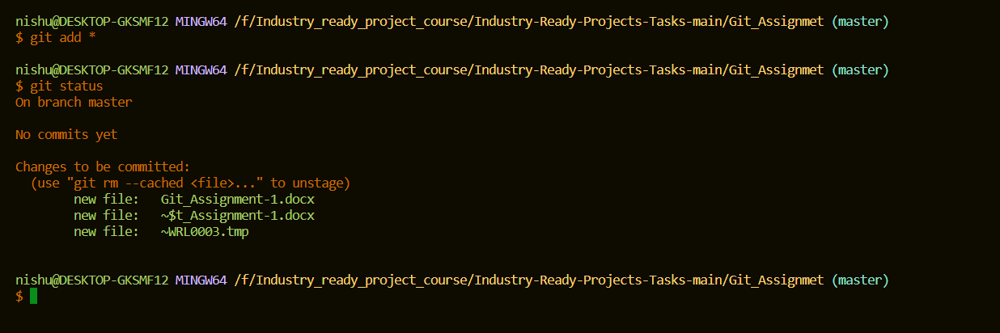 nishu@DESKTOP-GKSMF12 MINGW64 /f/Industry_ready_project_course/Industry-Ready-Projects-Tasks-main/Git_Assignmet (master)
$ git add *
nishu@DESKTOP-GKSMF12 MINGW64 /f/Industry_ready_project_course/Industry-Ready-Projects-Tasks-main/Git_Assignmet (master)
$ git status
On branch master
No commits yet
Changes to be committed:
  (use "git rm --cached <file>..." to unstage)
        new file:   Git_Assignment-1.docx
        new file:   ~$t_Assignment-1.docx
        new file:   ~WRL0003.tmp
nishu@DESKTOP-GKSMF12 MINGW64 /f/Industry_ready_project_course/Industry-Ready-Projects-Tasks-main/Git_Assignmet (master)
$